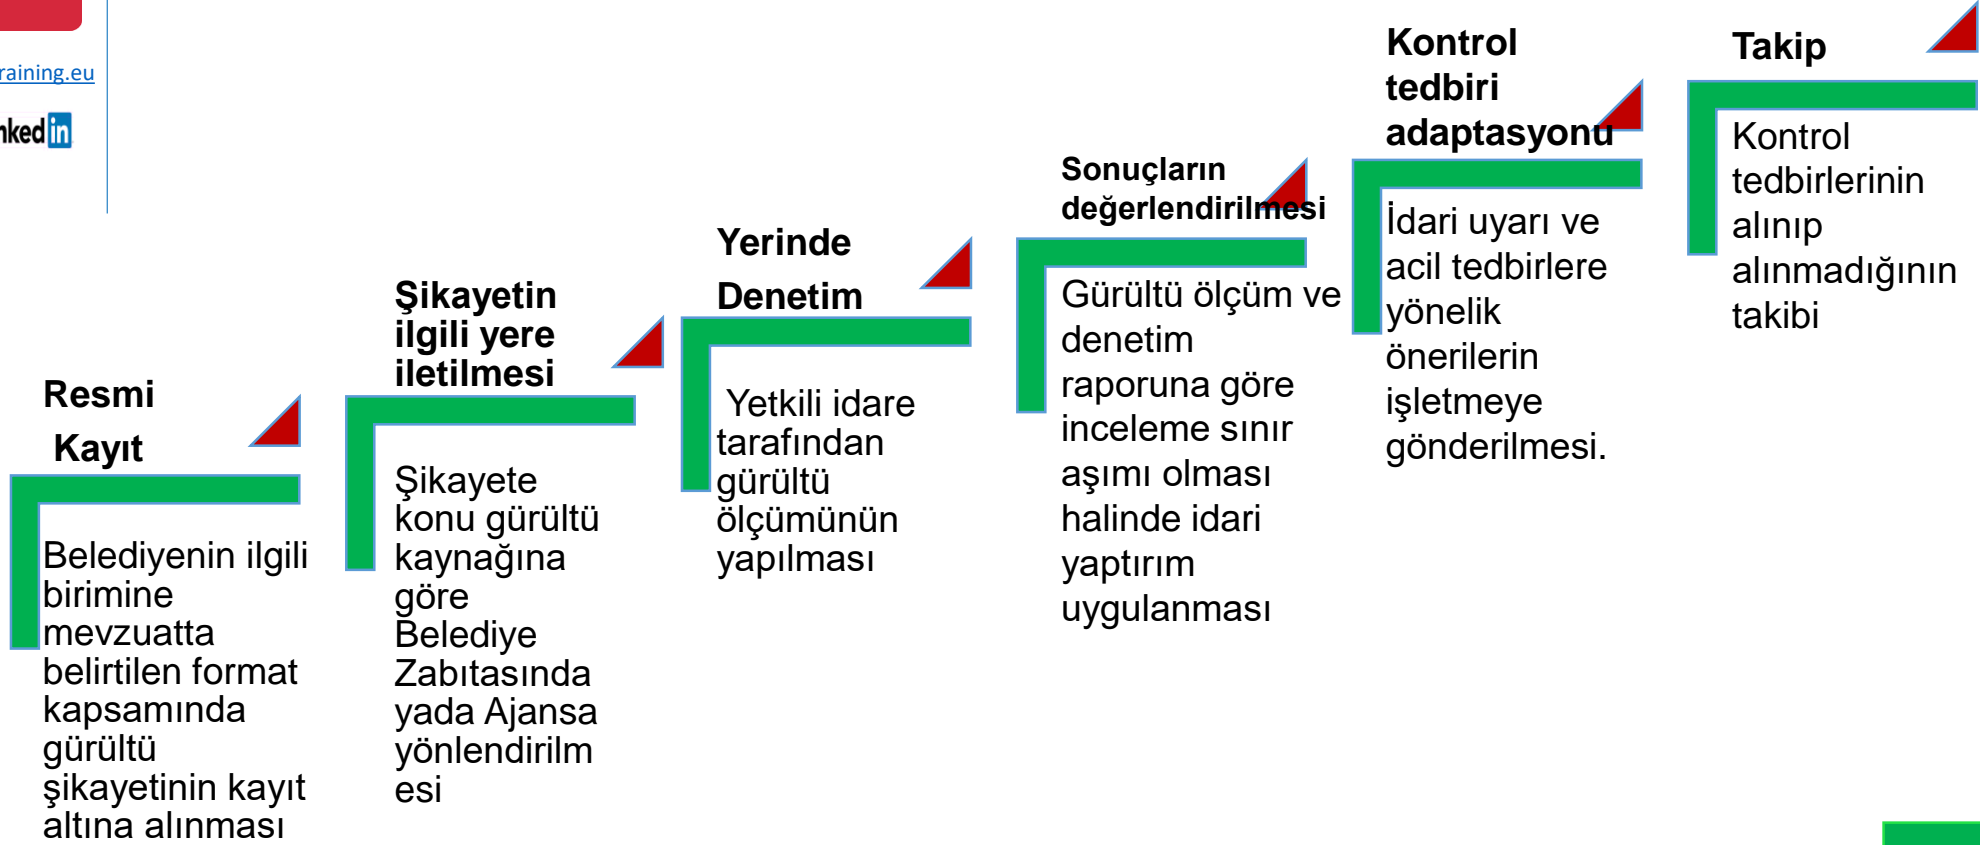 raining.eu
nked in
Resmi
Kayıt
Belediyenin ilgili
birimine
mevzuatta
belirtilen format
kapsamında
gürültü
şikayetinin kayıt
altına alınması
Şikayetin
ilgili yere
iletilmesi
Şikayete
konu gürültü
kaynağına
göre
Belediye
Zabıtasında
yada Ajansa
yönlendirilm
esi
Yerinde
Denetim
Yetkili idare
tarafından
gürültü
ölçümünün
yapılması
Sonuçların
değerlendirilmesi
Gürültü ölçüm ve
denetim
raporuna göre
inceleme sınır
aşımı olması
halinde idari
yaptırım
uygulanması
Kontrol
tedbiri
adaptasyonu
İdari uyarı ve
acil tedbirlere
yönelik
önerilerin
işletmeye
gönderilmesi.
Takip
Kontrol
tedbirlerinin
alınıp
alınmadığının
takibi